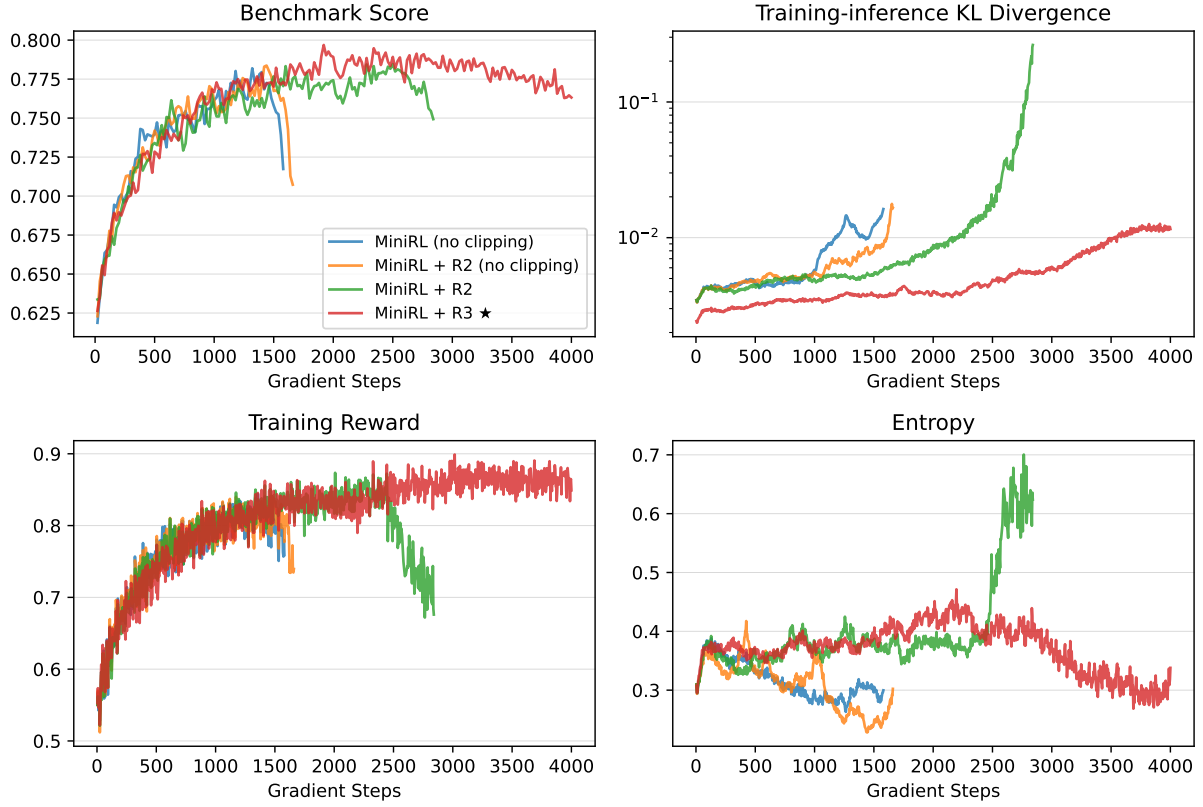 Benchmark Score
0.800
0.775
0.750
0.725
0.700
0.675
0.650
0.625
MiniRL (no clipping)
MiniRL + R2 (no clipping)
MiniRL + R2
MiniRL + R3 ★
0 500 1000 1500 2000 2500 3000 3500 4000
Gradient Steps
Training-inference KL Divergence
10⁻¹
10⁻²
0 500 1000 1500 2000 2500 3000 3500 4000
Gradient Steps
Training Reward
0.9
0.8
0.7
0.6
0.5
0 500 1000 1500 2000 2500 3000 3500 4000
Gradient Steps
Entropy
0.7
0.6
0.5
0.4
0.3
0 500 1000 1500 2000 2500 3000 3500 4000
Gradient Steps